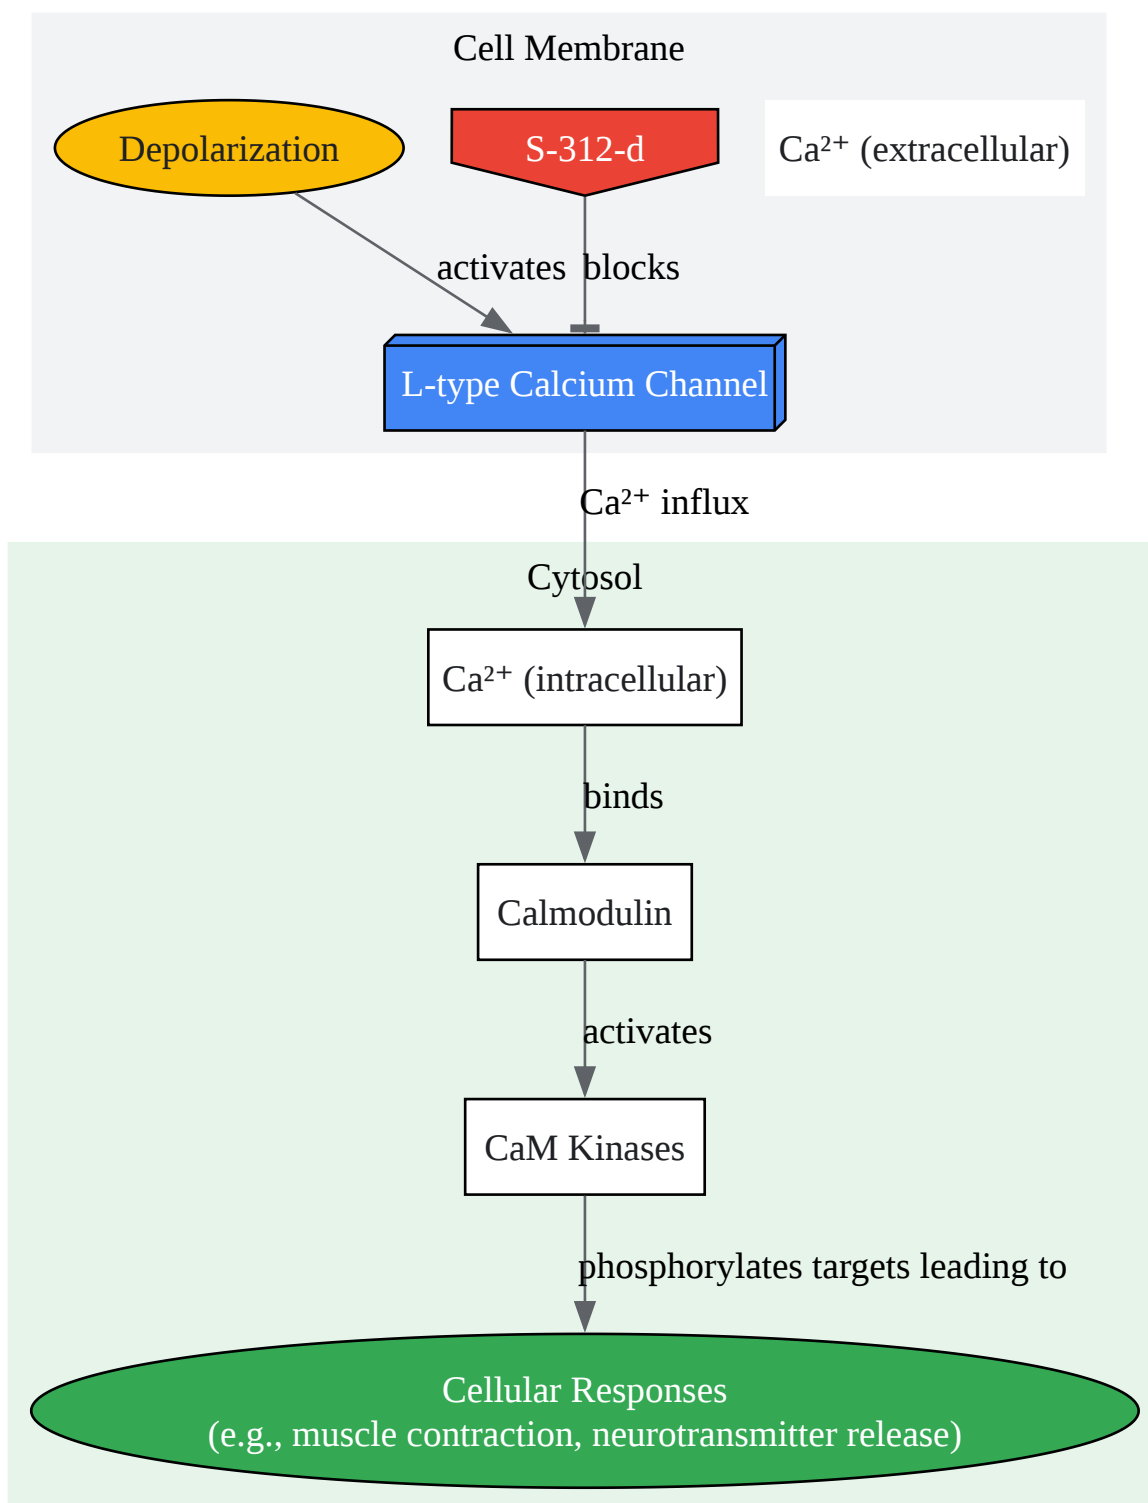 Cell Membrane
Depolarization
S-312-d
Ca²⁺ (extracellular)
activates
blocks
L-type Calcium Channel
Ca²⁺ influx
Cytosol
Ca²⁺ (intracellular)
binds
Calmodulin
activates
CaM Kinases
phosphorylates targets leading to
Cellular Responses
(e.g., muscle contraction, neurotransmitter release)